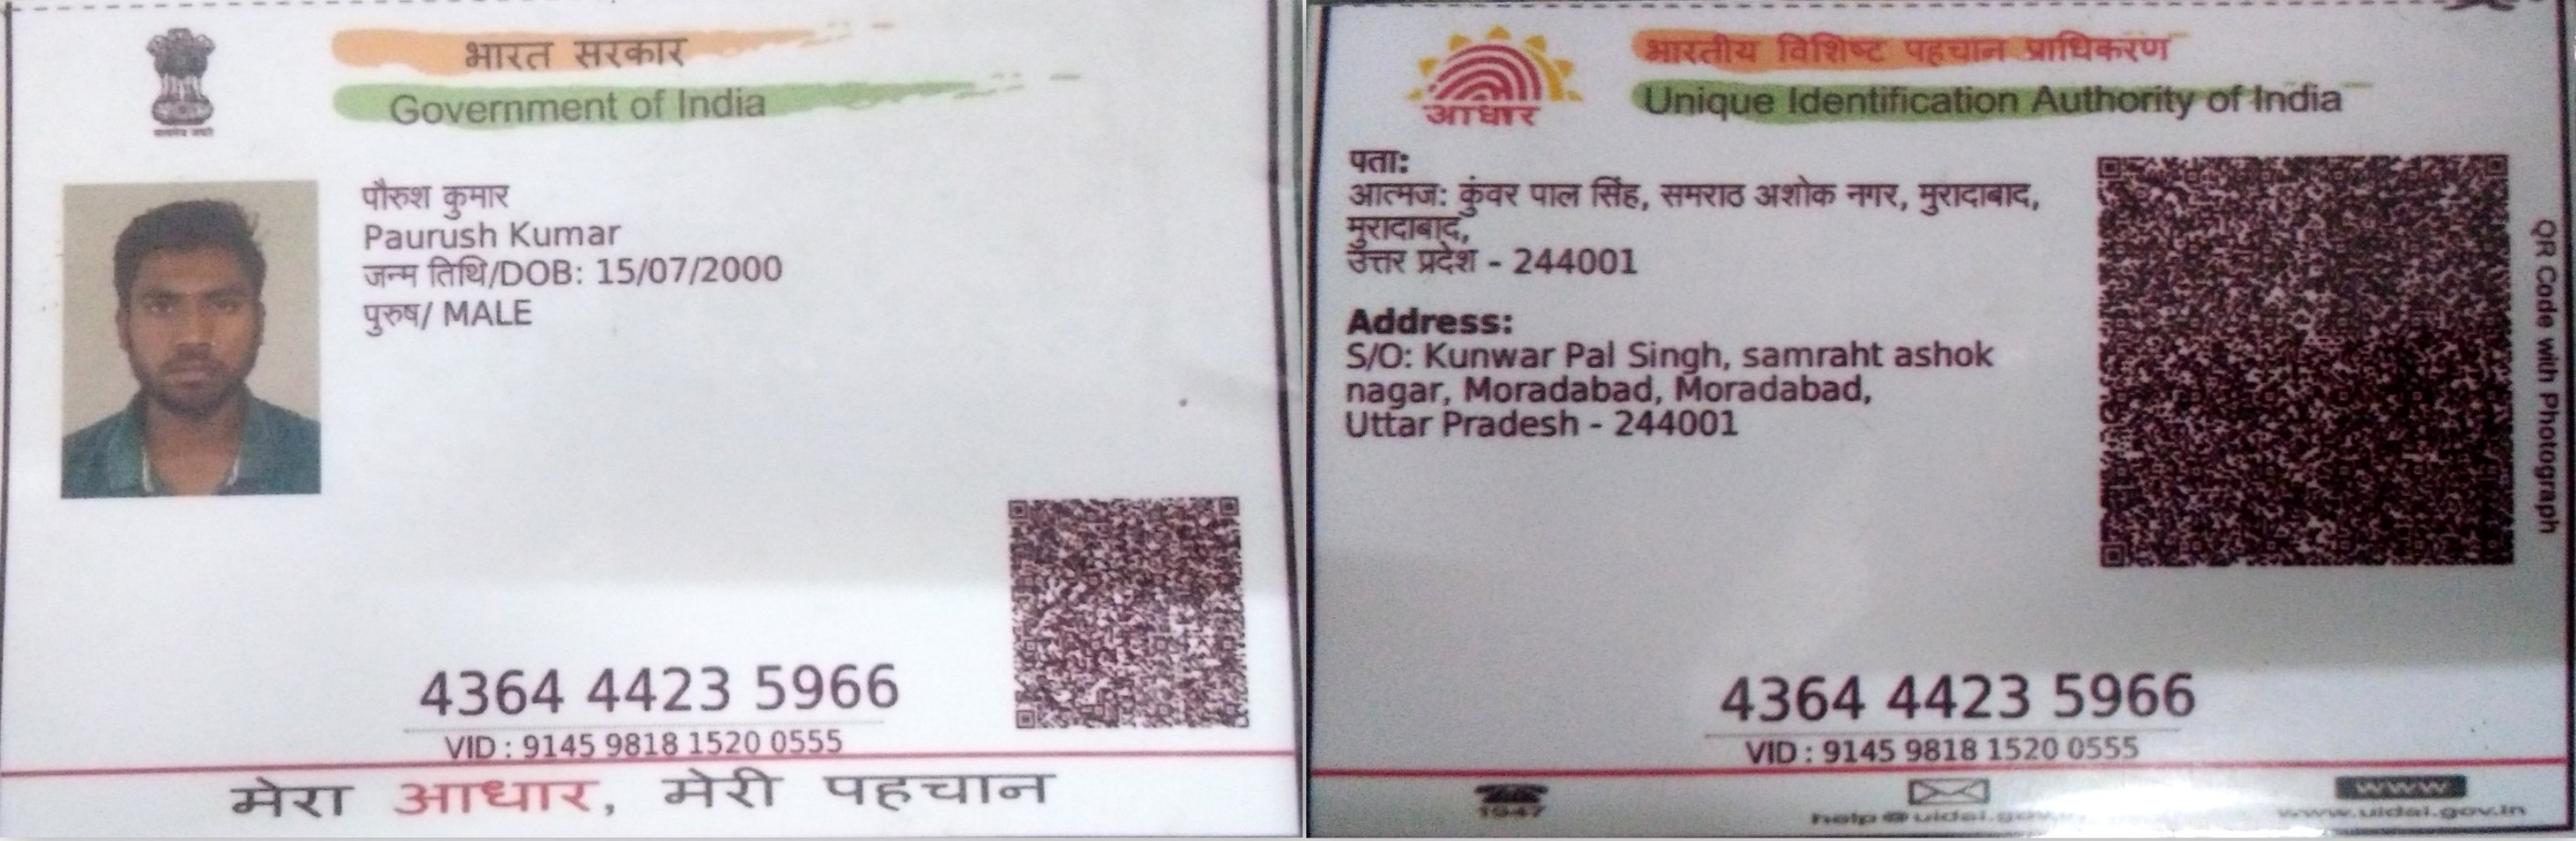 भारत सरकार
Government of India
पौरुश कुमार
Paurush Kumar
जन्म तिथि/DOB: 15/07/2000
पुरुष/ MALE
4364 4423 5966
VID : 9145 9818 1520 0555
मेरा आधार, मेरी पहचान
आधार
भारतीय विशिष्ट पहचान प्राधिकरण
Unique Identification Authority of India
पता:
आत्मज: कुंवर पाल सिंह, समराठ अशोक नगर, मुरादाबाद,
मुरादाबाद,
उत्तर प्रदेश - 244001
Address:
S/O: Kunwar Pal Singh, samraht ashok
nagar, Moradabad, Moradabad,
Uttar Pradesh - 244001
QR Code with Photograph
4364 4423 5966
VID : 9145 9818 1520 0555
1947
www
www.uidai.gov.in